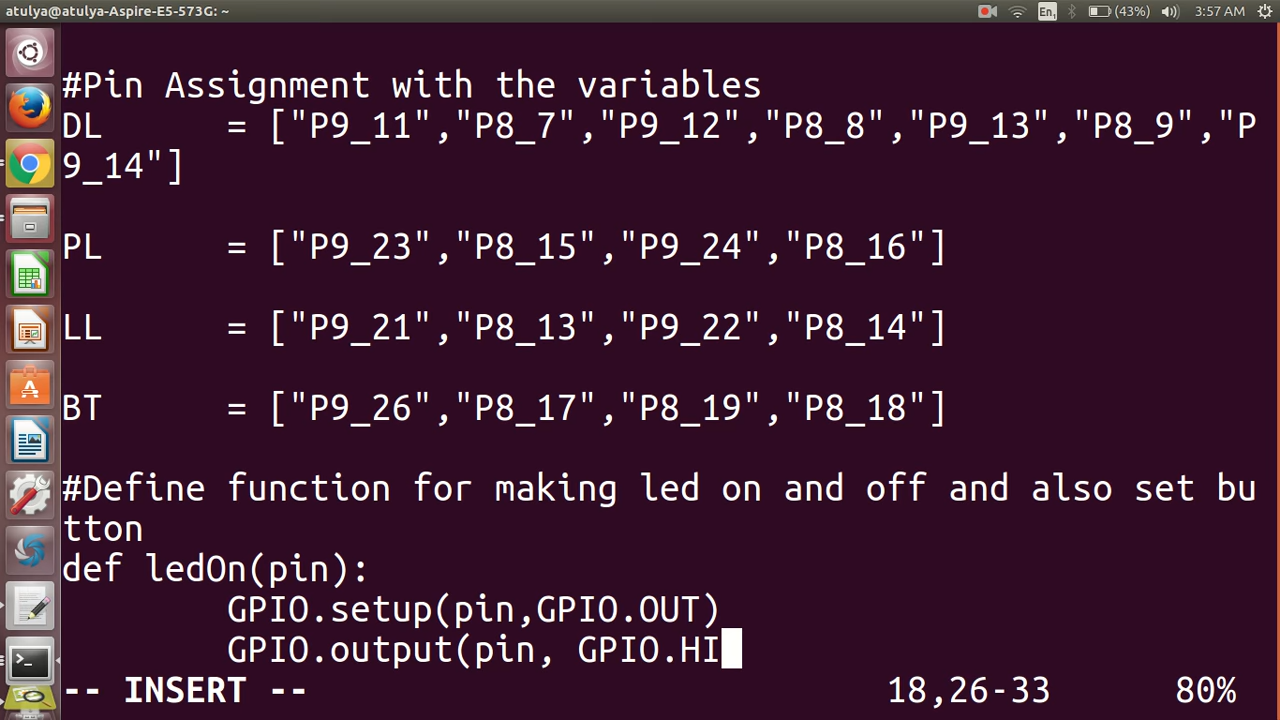 atulya@atulya-Aspire-E5-573G: ~
En1
(43%)
3:57 AM
#Pin Assignment with the variables
DL      = ["P9_11","P8_7","P9_12","P8_8","P9_13","P8_9","P
9_14"]
PL      = ["P9_23","P8_15","P9_24","P8_16"]
LL      = ["P9_21","P8_13","P9_22","P8_14"]
BT      = ["P9_26","P8_17","P8_19","P8_18"]
#Define function for making led on and off and also set bu
tton
def ledOn(pin):
        GPIO.setup(pin,GPIO.OUT)
        GPIO.output(pin, GPIO.HI
-- INSERT --                            18,26-33      80%